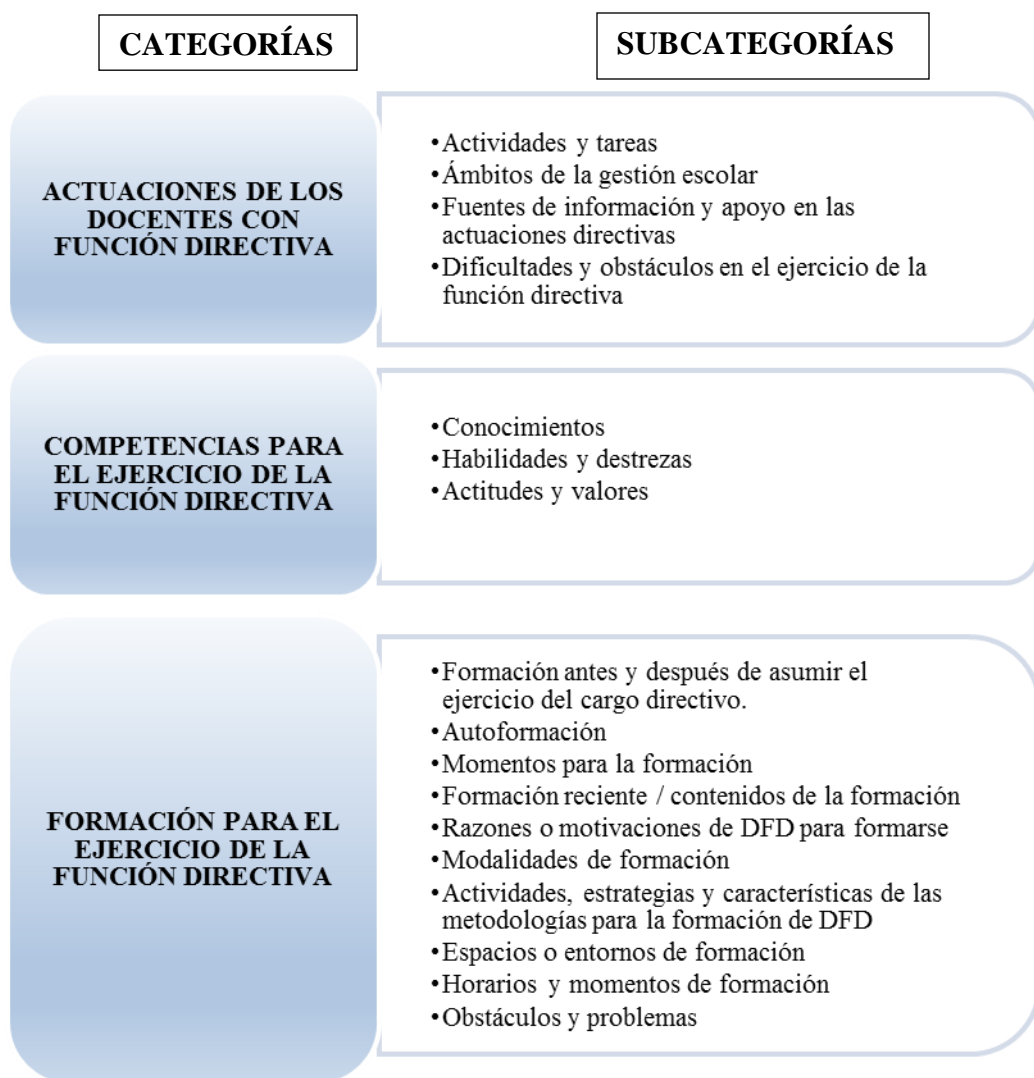 CATEGORÍAS
SUBCATEGORÍAS
ACTUACIONES DE LOS
DOCENTES CON
FUNCIÓN DIRECTIVA
•Actividades y tareas
•Ámbitos de la gestión escolar
•Fuentes de información y apoyo en las
actuaciones directivas
•Dificultades y obstáculos en el ejercicio de la
función directiva
COMPETENCIAS PARA
EL EJERCICIO DE LA
FUNCIÓN DIRECTIVA
•Conocimientos
•Habilidades y destrezas
•Actitudes y valores
FORMACIÓN PARA EL
EJERCICIO DE LA
FUNCIÓN DIRECTIVA
•Formación antes y después de asumir el
ejercicio del cargo directivo.
•Autoformación
•Momentos para la formación
•Formación reciente / contenidos de la formación
•Razones o motivaciones de DFD para formarse
•Modalidades de formación
•Actividades, estrategias y características de las
metodologías para la formación de DFD
•Espacios o entornos de formación
•Horarios y momentos de formación
•Obstáculos y problemas